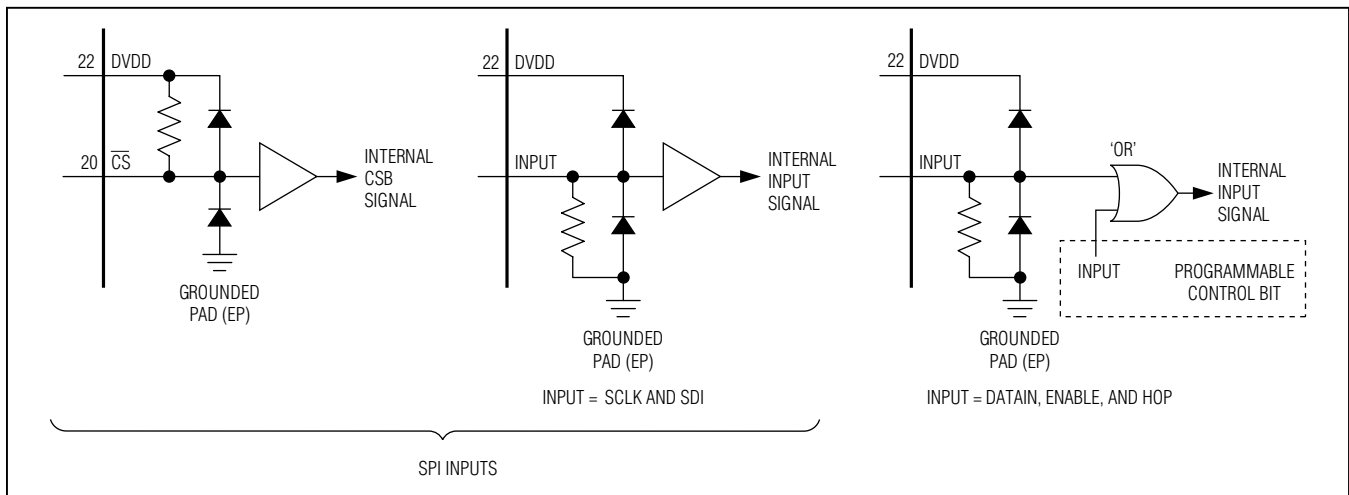 22 DVDD
20 C̅S̅
INTERNAL
CSB
SIGNAL
GROUNDED
PAD (EP)
22 DVDD
INPUT
INTERNAL
INPUT
SIGNAL
GROUNDED
PAD (EP)
INPUT = SCLK AND SDI
SPI INPUTS
22 DVDD
INPUT
'OR'
INTERNAL
INPUT
SIGNAL
INPUT
PROGRAMMABLE
CONTROL BIT
GROUNDED
PAD (EP)
INPUT = DATAIN, ENABLE, AND HOP